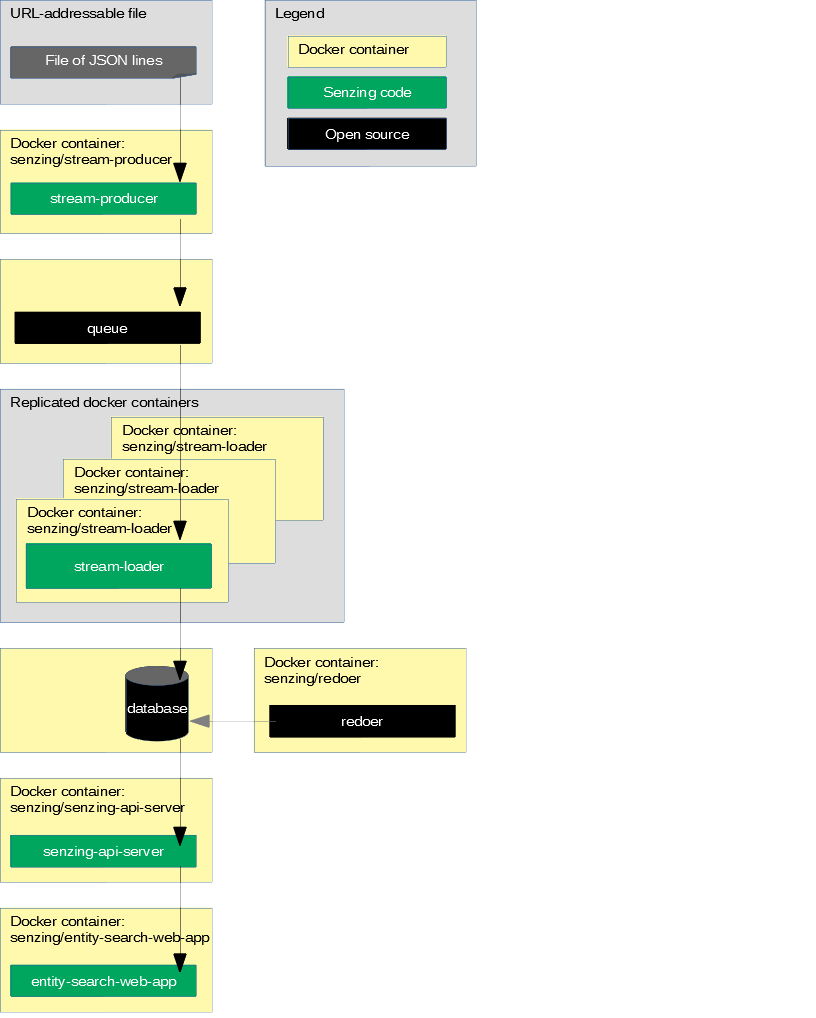 URL-addressable file
File of JSON lines
Legend
Docker container
Senzing code
Open source
Docker container:
senzing/stream-producer
stream-producer
queue
Replicated docker containers
Docker container:
senzing/stream-loader
Docker container:
senzing/stream-loader
Docker container:
senzing/stream-loader
stream-loader
database
Docker container:
senzing/redoer
redoer
Docker container:
senzing/senzing-api-server
senzing-api-server
Docker container:
senzing/entity-search-web-app
entity-search-web-app